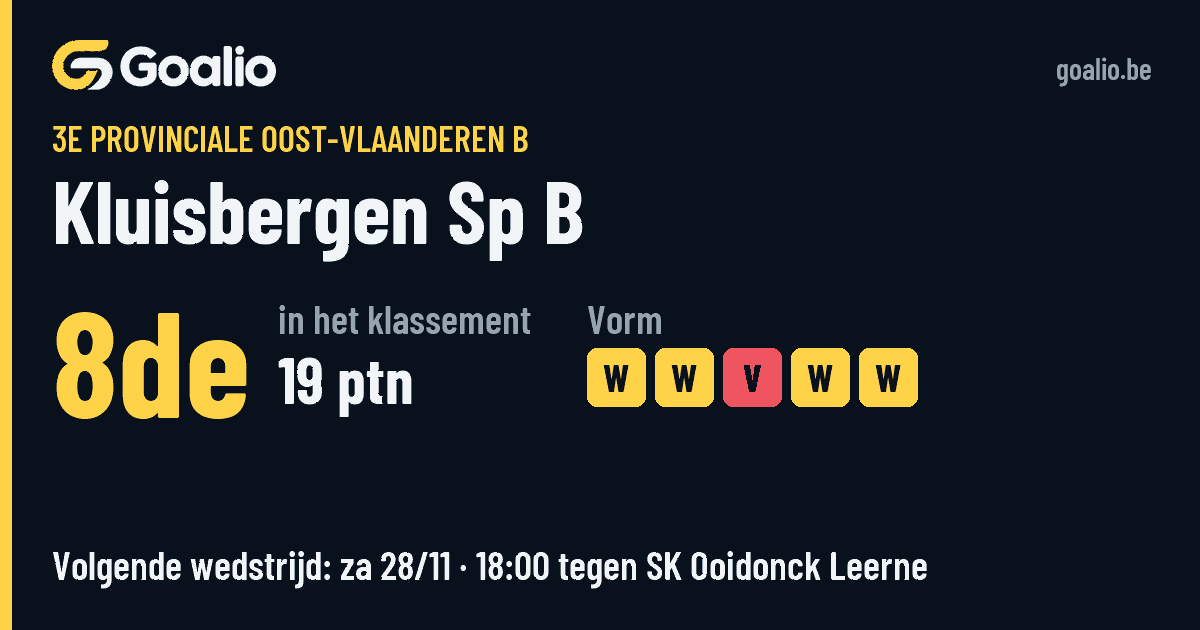 Goalio
goalio.be
3E PROVINCIALE OOST-VLAANDEREN B
Kluisbergen Sp B
8de
in het klassement
19 ptn
Vorm
W W V W W
Volgende wedstrijd: za 28/11 · 18:00 tegen SK Ooidonck Leerne